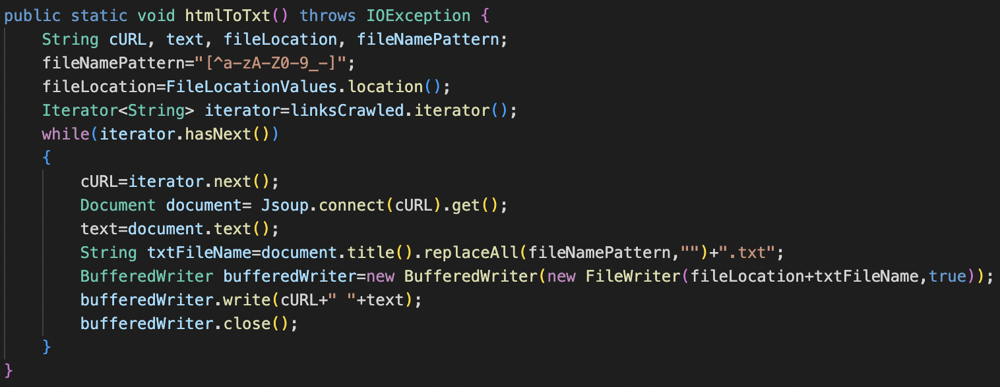 public static void htmlToTxt() throws IOException {
    String cURL, text, fileLocation, fileNamePattern;
    fileNamePattern="[^a-zA-Z0-9_-]";
    fileLocation=FileLocationValues.location();
    Iterator<String> iterator=linksCrawled.iterator();
    while(iterator.hasNext())
    {
        cURL=iterator.next();
        Document document= Jsoup.connect(cURL).get();
        text=document.text();
        String txtFileName=document.title().replaceAll(fileNamePattern,"")+".txt";
        BufferedWriter bufferedWriter=new BufferedWriter(new FileWriter(fileLocation+txtFileName,true));
        bufferedWriter.write(cURL+" "+text);
        bufferedWriter.close();
    }
}